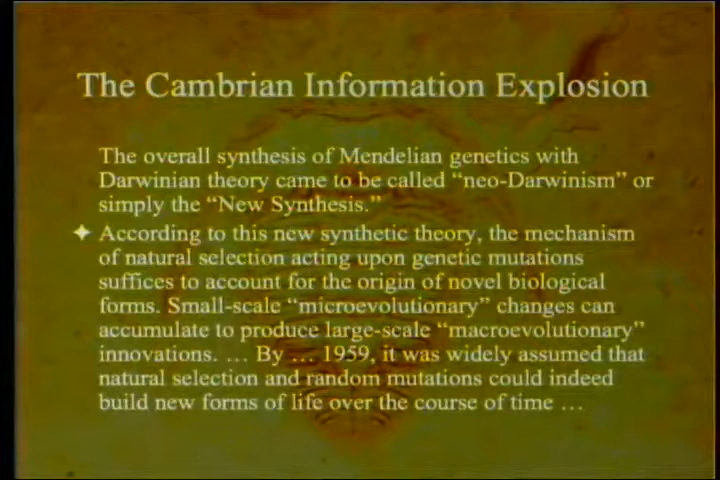 The Cambrian Information Explosion
The overall synthesis of Mendelian genetics with
Darwinian theory came to be called “neo-Darwinism” or
simply the “New Synthesis.”
According to this new synthetic theory, the mechanism
of natural selection acting upon genetic mutations
suffices to account for the origin of novel biological
forms. Small-scale “microevolutionary” changes can
accumulate to produce large-scale “macroevolutionary”
innovations. … By … 1959, it was widely assumed that
natural selection and random mutations could indeed
build new forms of life over the course of time …